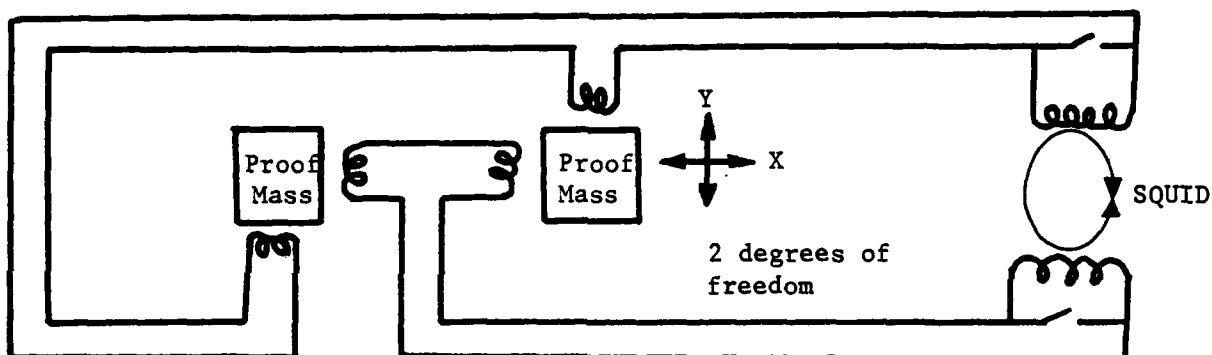 Y
X
Proof
Mass
Proof
Mass
SQUID
2 degrees of
freedom